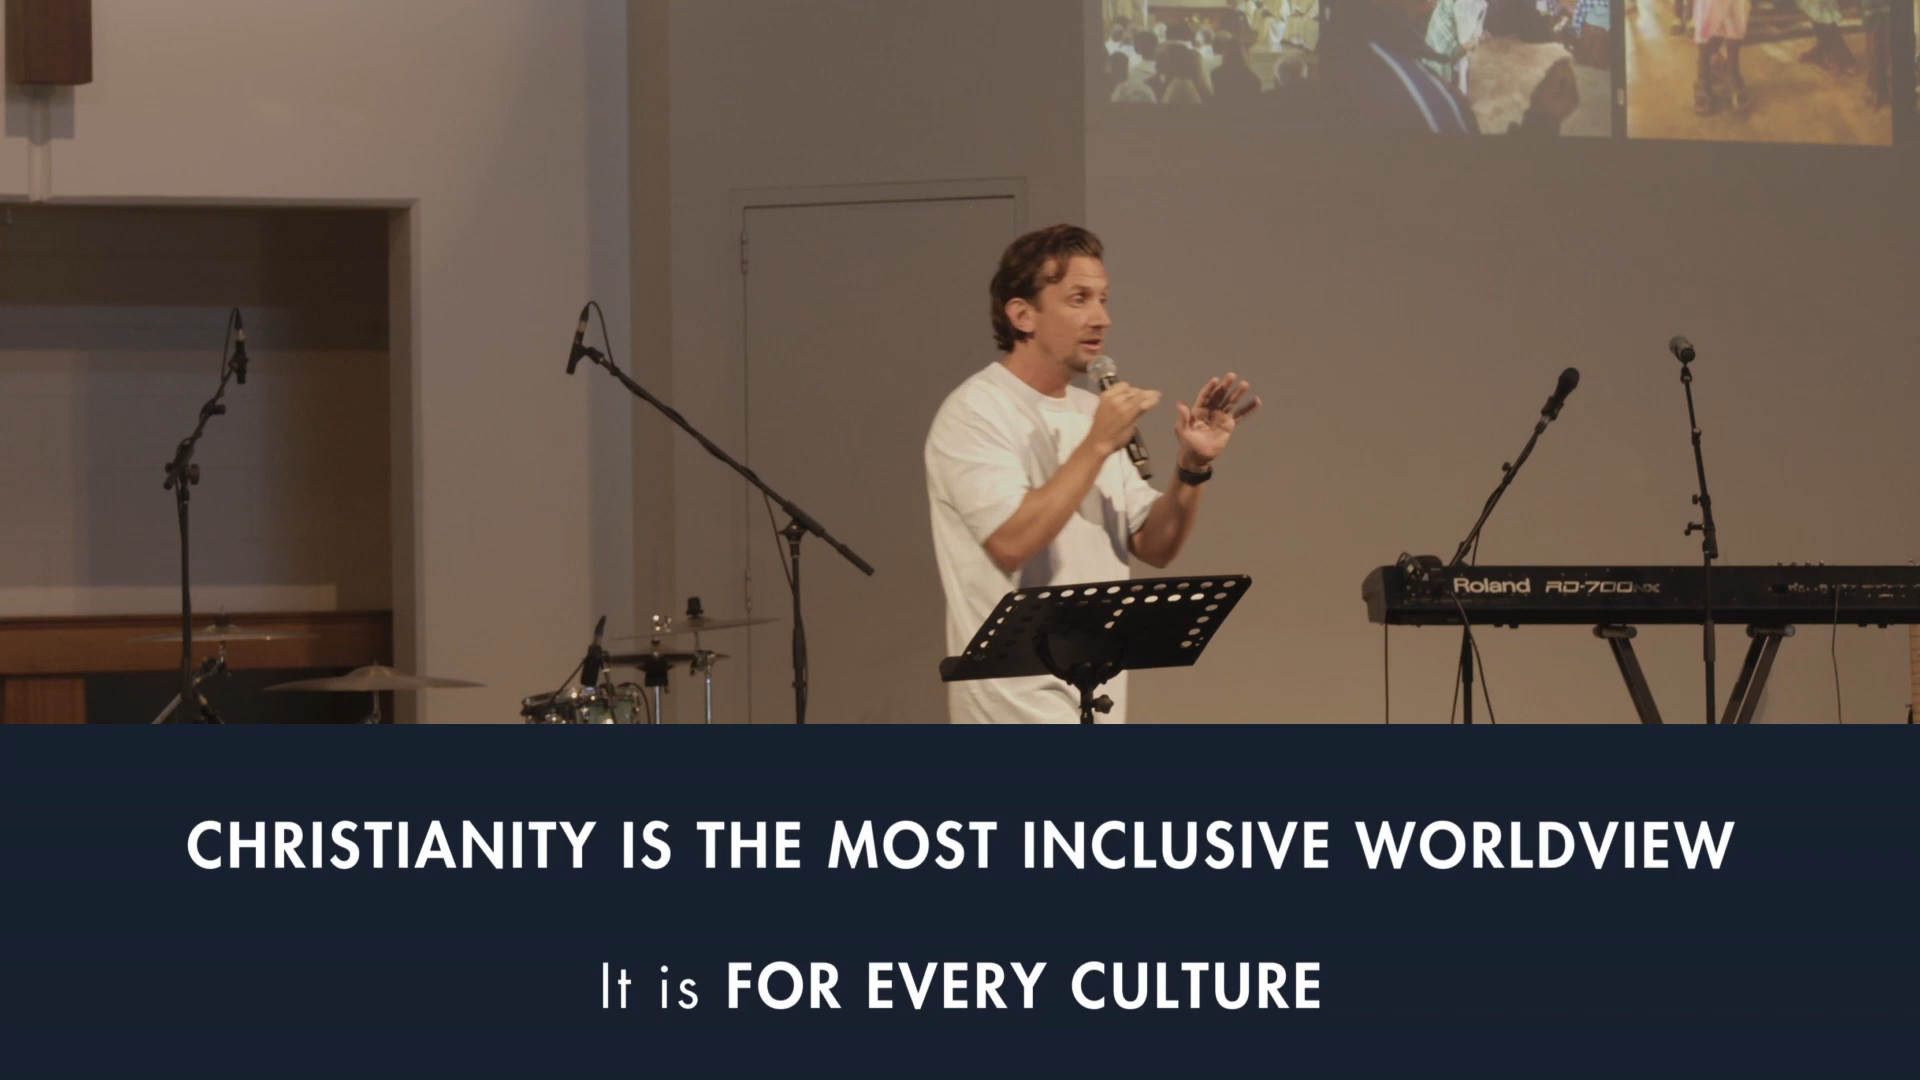 Roland RD-700NX
CHRISTIANITY IS THE MOST INCLUSIVE WORLDVIEW
It is FOR EVERY CULTURE